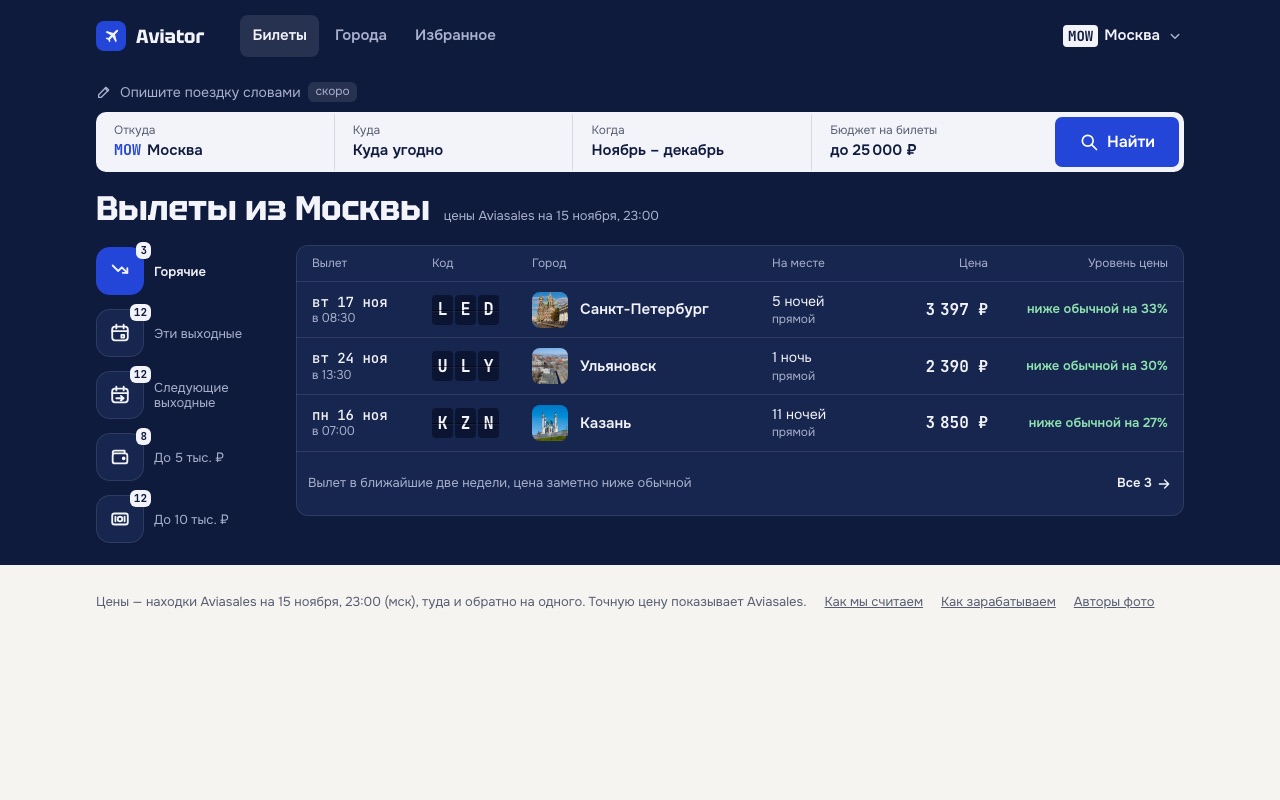 Aviator
Билеты
Города
Избранное
MOW Москва
Опишите поездку словами скоро
Откуда
MOW Москва
Куда
Куда угодно
Когда
Ноябрь – декабрь
Бюджет на билеты
до 25 000 ₽
Найти
Вылеты из Москвы
цены Aviasales на 15 ноября, 23:00
3
Горячие
12
Эти выходные
12
Следующие
выходные
8
До 5 тыс. ₽
12
До 10 тыс. ₽
Вылет Код Город На месте Цена Уровень цены
вт 17 ноя
в 08:30
LED
Санкт-Петербург
5 ночей
прямой
3 397 ₽
ниже обычной на 33%
вт 24 ноя
в 13:30
ULY
Ульяновск
1 ночь
прямой
2 390 ₽
ниже обычной на 30%
пн 16 ноя
в 07:00
KZN
Казань
11 ночей
прямой
3 850 ₽
ниже обычной на 27%
Вылет в ближайшие две недели, цена заметно ниже обычной
Все 3 →
Цены — находки Aviasales на 15 ноября, 23:00 (мск), туда и обратно на одного. Точную цену показывает Aviasales. Как мы считаем Как зарабатываем Авторы фото